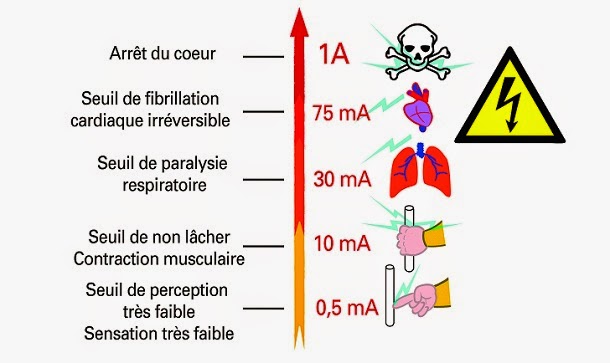 Arrêt du coeur
1A
Seuil de fibrillation
cardiaque irréversible
75 mA
Seuil de paralysie
respiratoire
30 mA
Seuil de non lâcher
Contraction musculaire
10 mA
Seuil de perception
très faible
Sensation très faible
0,5 mA